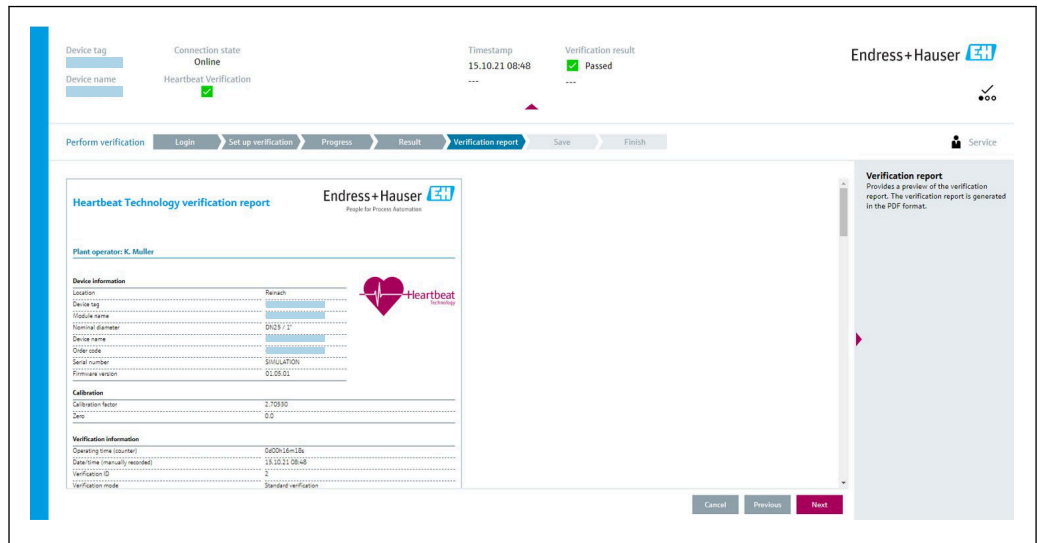 Device tag Connection state Timestamp Verification result
Online 15.10.21 08:48 Passed
Endress+Hauser EH
Device name Heartbeat Verification --- ---
Perform verification Login Set up verification Progress Result Verification report Save Finish Service
Heartbeat Technology verification report
Endress+Hauser EH
People for Process Automation
Plant operator: K. Muller
Device information
Location Reinach
Device tag
Module name
Nominal diameter DN25 / 1"
Device name
Order code
Serial number SIMULATION
Firmware version 01.05.01
Heartbeat
Technology
Calibration
Calibration factor 2.70530
Zero 0.0
Verification information
Operating time (counter) 0d00h16m18s
Date/time (manually recorded) 15.10.21 08:48
Verification ID 2
Verification mode Standard verification
Verification report
Provides a preview of the verification
report. The verification report is generated
in the PDF format.
Cancel Previous Next